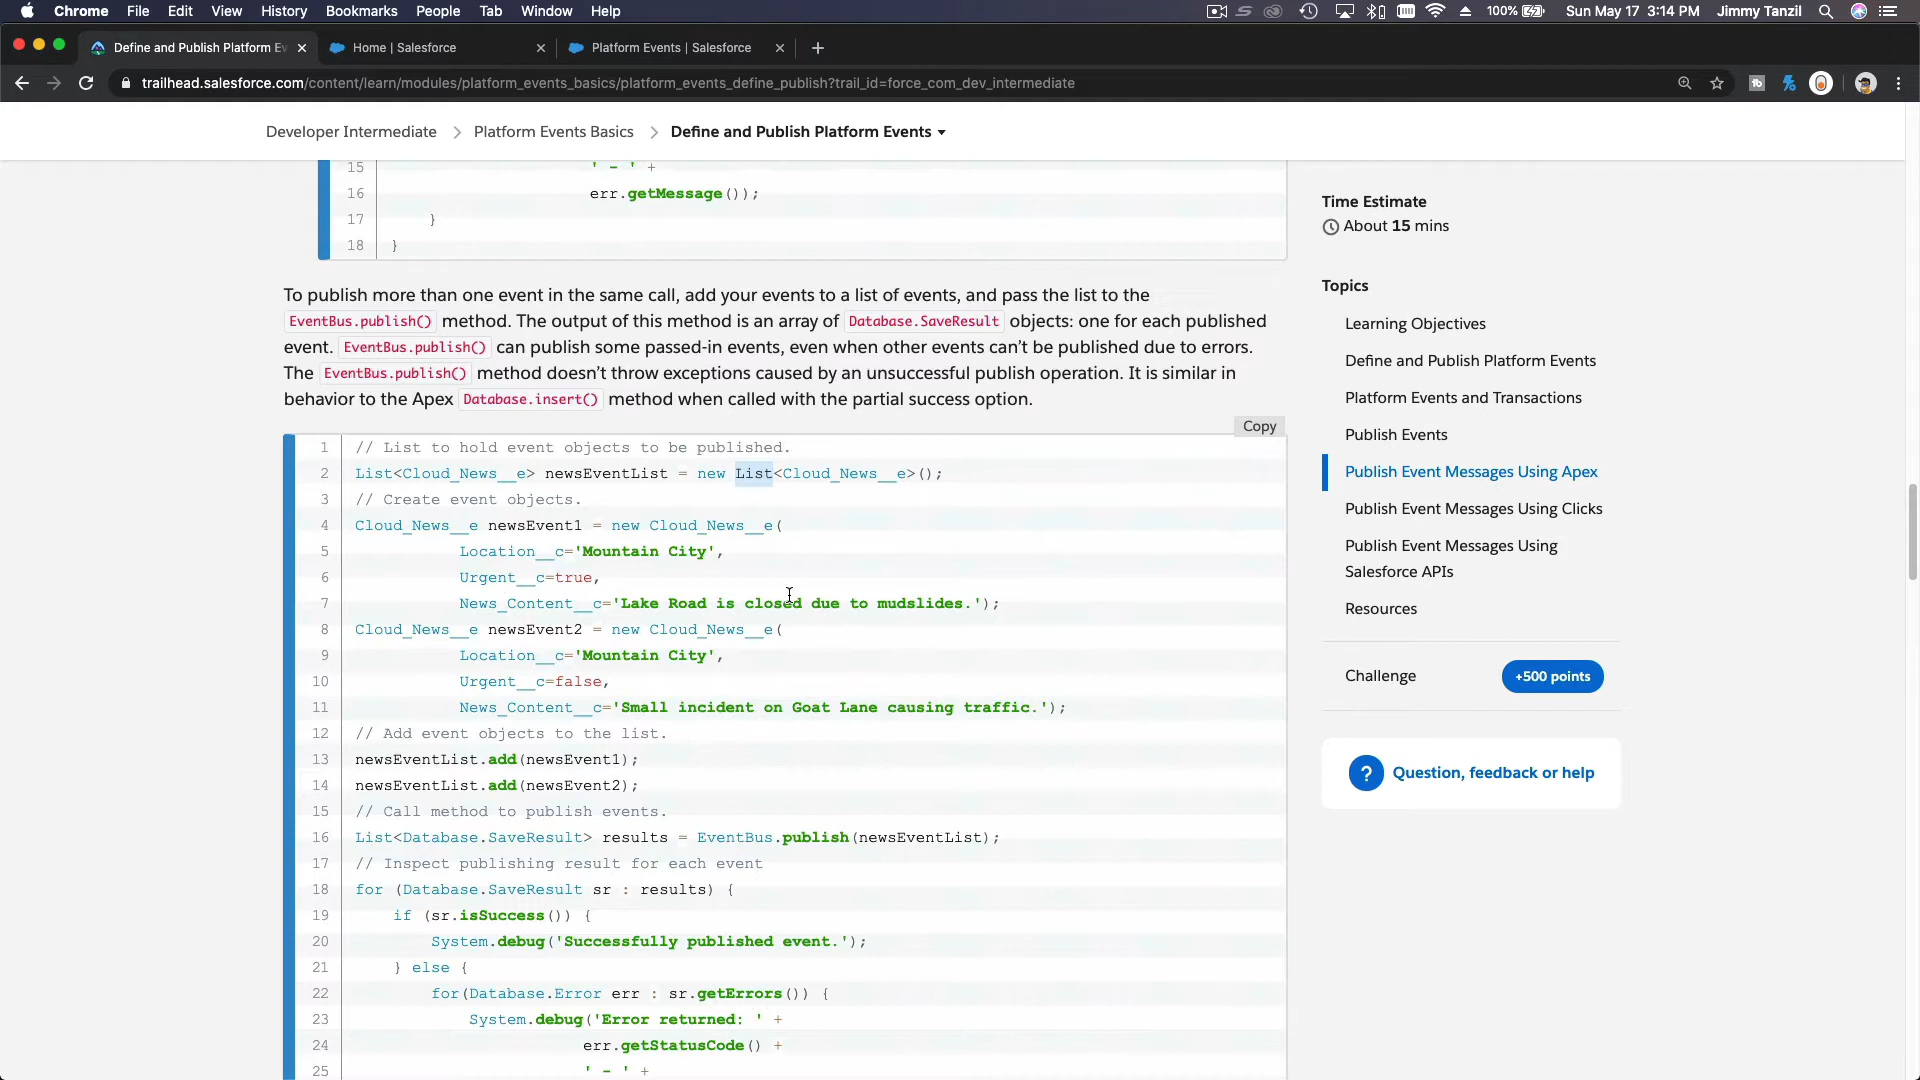 Chrome File Edit View History Bookmarks People Tab Window Help 100% Sun May 17 3:14 PM Jimmy Tanzil
Define and Publish Platform Ev Home | Salesforce Platform Events | Salesforce
trailhead.salesforce.com/content/learn/modules/platform_events_basics/platform_events_define_publish?trail_id=force_com_dev_intermediate
Developer Intermediate > Platform Events Basics > Define and Publish Platform Events
15 ' - ' +
16 err.getMessage());
17 }
18 }
To publish more than one event in the same call, add your events to a list of events, and pass the list to the
EventBus.publish() method. The output of this method is an array of Database.SaveResult objects: one for each published
event. EventBus.publish() can publish some passed-in events, even when other events can’t be published due to errors.
The EventBus.publish() method doesn’t throw exceptions caused by an unsuccessful publish operation. It is similar in
behavior to the Apex Database.insert() method when called with the partial success option.
Copy
1 // List to hold event objects to be published.
2 List<Cloud_News__e> newsEventList = new List<Cloud_News__e>();
3 // Create event objects.
4 Cloud_News__e newsEvent1 = new Cloud_News__e(
5 Location__c='Mountain City',
6 Urgent__c=true,
7 News_Content__c='Lake Road is closed due to mudslides.');
8 Cloud_News__e newsEvent2 = new Cloud_News__e(
9 Location__c='Mountain City',
10 Urgent__c=false,
11 News_Content__c='Small incident on Goat Lane causing traffic.');
12 // Add event objects to the list.
13 newsEventList.add(newsEvent1);
14 newsEventList.add(newsEvent2);
15 // Call method to publish events.
16 List<Database.SaveResult> results = EventBus.publish(newsEventList);
17 // Inspect publishing result for each event
18 for (Database.SaveResult sr : results) {
19 if (sr.isSuccess()) {
20 System.debug('Successfully published event.');
21 } else {
22 for(Database.Error err : sr.getErrors()) {
23 System.debug('Error returned: ' +
24 err.getStatusCode() +
25 ' - ' +
Time Estimate
About 15 mins
Topics
Learning Objectives
Define and Publish Platform Events
Platform Events and Transactions
Publish Events
Publish Event Messages Using Apex
Publish Event Messages Using Clicks
Publish Event Messages Using
Salesforce APIs
Resources
Challenge +500 points
? Question, feedback or help